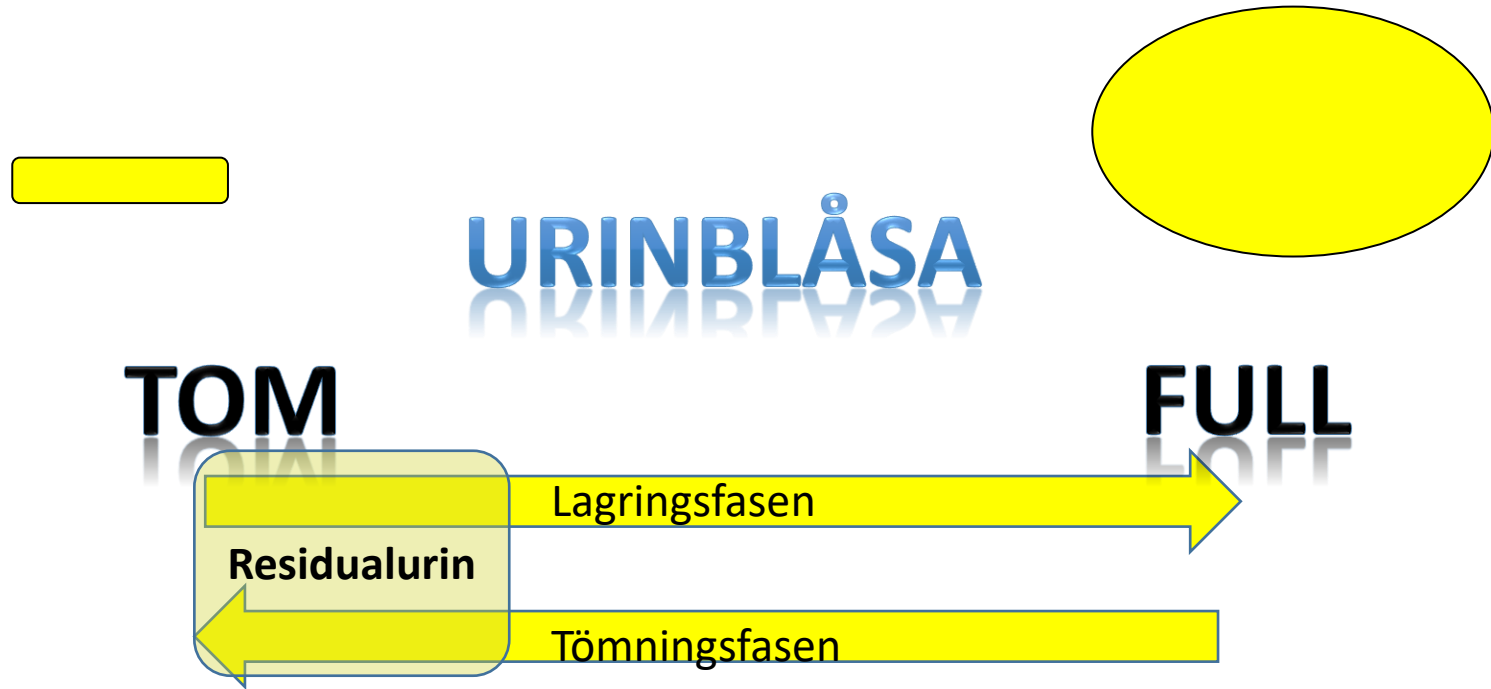 URINBLÅSA
TOM
FULL
Lagringsfasen
Residualurin
Tömningsfasen